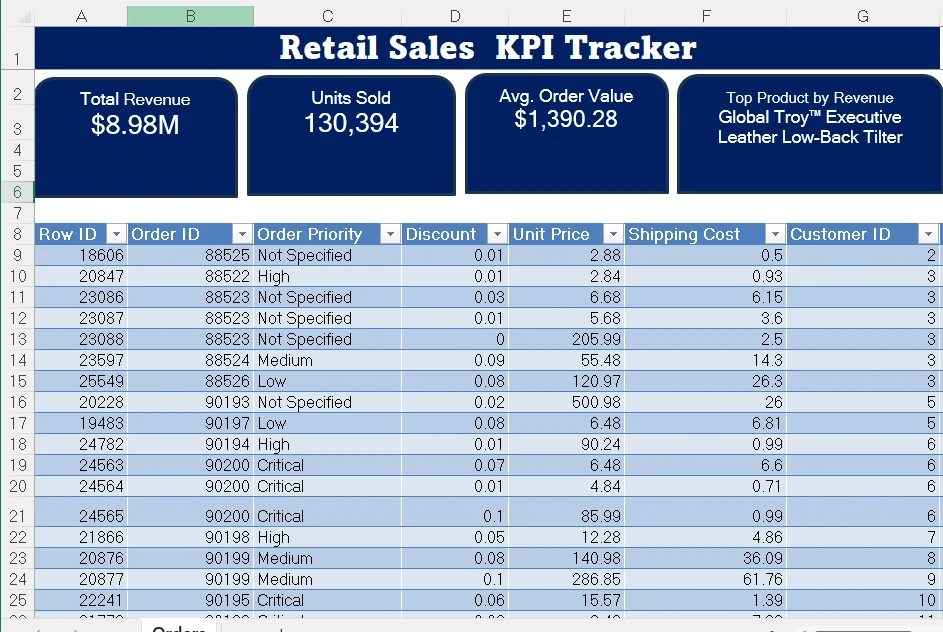 A B C D E F G
1 Retail Sales KPI Tracker
2 Total Revenue Units Sold Avg. Order Value Top Product by Revenue
3 $8.98M 130,394 $1,390.28 Global Troy™ Executive
4 Leather Low-Back Tilter
5
6
7
8 Row ID Order ID Order Priority Discount Unit Price Shipping Cost Customer ID
9 18606 88525 Not Specified 0.01 2.88 0.5 2
10 20847 88522 High 0.01 2.84 0.93 3
11 23086 88523 Not Specified 0.03 6.68 6.15 3
12 23087 88523 Not Specified 0.01 5.68 3.6 3
13 23088 88523 Not Specified 0 205.99 2.5 3
14 23597 88524 Medium 0.09 55.48 14.3 3
15 25549 88526 Low 0.08 120.97 26.3 3
16 20228 90193 Not Specified 0.02 500.98 26 5
17 19483 90197 Low 0.08 6.48 6.81 5
18 24782 90194 High 0.01 90.24 0.99 6
19 24563 90200 Critical 0.07 6.48 6.6 6
20 24564 90200 Critical 0.01 4.84 0.71 6
21 24565 90200 Critical 0.1 85.99 0.99 6
22 21866 90198 High 0.05 12.28 4.86 7
23 20876 90199 Medium 0.08 140.98 36.09 8
24 20877 90199 Medium 0.1 286.85 61.76 9
25 22241 90195 Critical 0.06 15.57 1.39 10
Orders